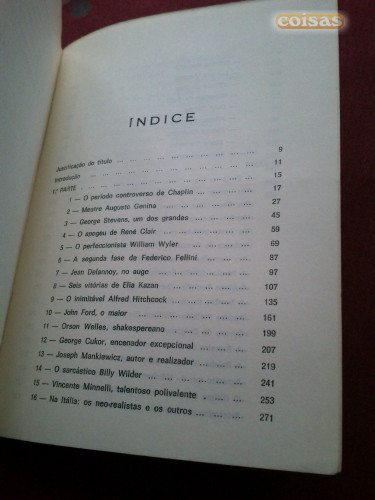 coisas
ÍNDICE
Justificação do título ... 9
Introdução ... 11
1.ª PARTE ... 15
1 — O período controverso de Chaplin ... 17
2 — Mestre Augusto Genina ... 27
3 — George Stevens, um dos grandes ... 45
4 — O apogeu de René Clair ... 59
5 — O perfeccionista William Wyler ... 69
6 — A segunda fase de Federico Fellini ... 87
7 — Jean Delannoy, no auge ... 97
8 — Seis vitórias de Elia Kazan ... 107
9 — O inimitável Alfred Hitchcock ... 135
10 — John Ford, o maior ... 161
11 — Orson Welles, shakespereano ... 199
12 — George Cukor, encenador excepcional ... 207
13 — Joseph Mankiewicz, autor e realizador ... 219
14 — O sarcástico Billy Wilder ... 241
15 — Vincente Minnelli, talentoso polivalente ... 253
16 — Na Itália: os neo-realistas e os outros ... 271